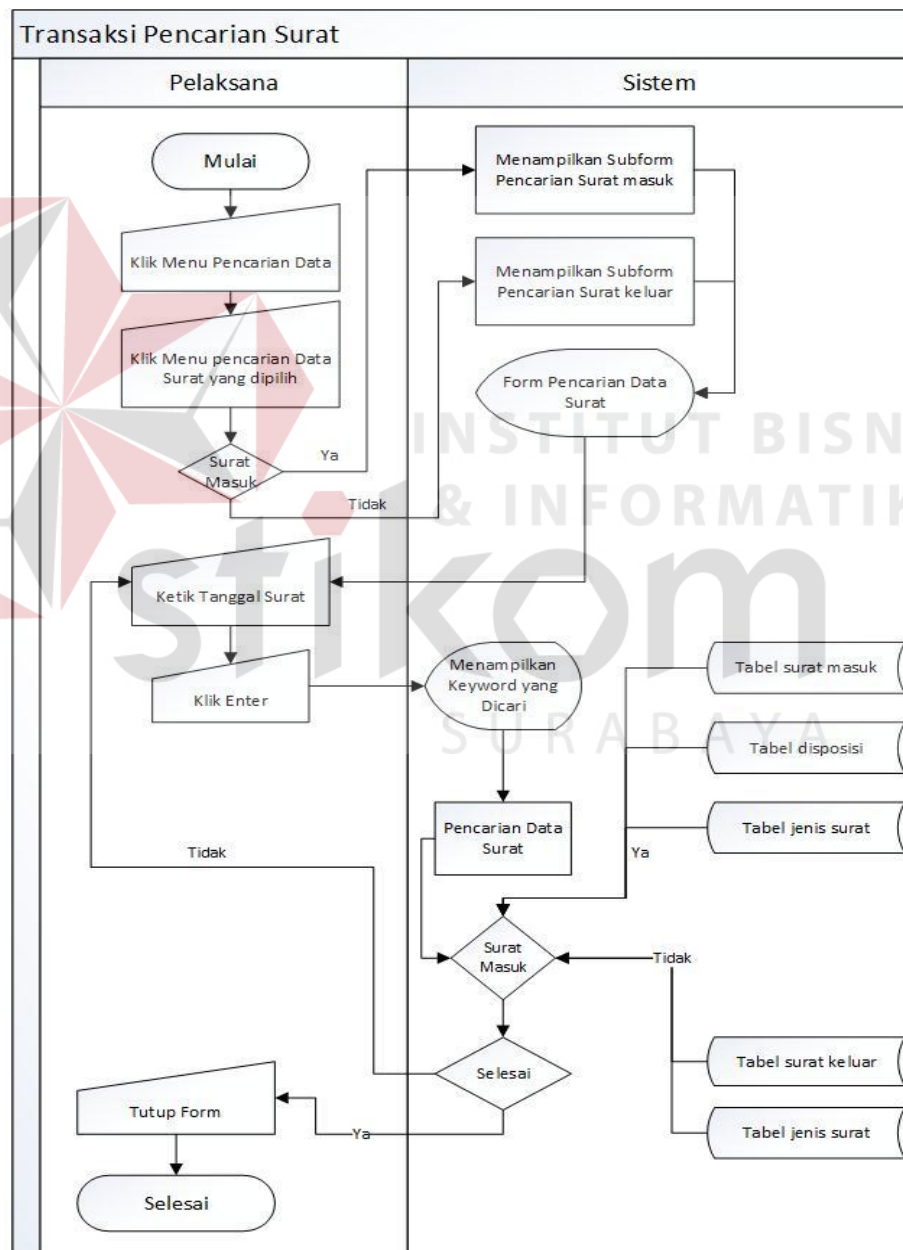 Transaksi Pencarian Surat
Pelaksana
Sistem
Mulai
Menampilkan Subform
Pencarian Surat masuk
Klik Menu Pencarian Data
Menampilkan Subform
Pencarian Surat keluar
Klik Menu pencarian Data
Surat yang dipilih
Form Pencarian Data
Surat
Surat
Masuk
Ya
Tidak
INSTITUT BISN
& INFORMATIK
stikom
SURABAYA
Ketik Tanggal Surat
Klik Enter
Menampilkan
Keyword yang
Dicari
Tabel surat masuk
Tabel disposisi
Pencarian Data
Surat
Tabel jenis surat
Tidak
Ya
Surat
Masuk
Tidak
Selesai
Tabel surat keluar
Tutup Form
Ya
Tabel jenis surat
Selesai